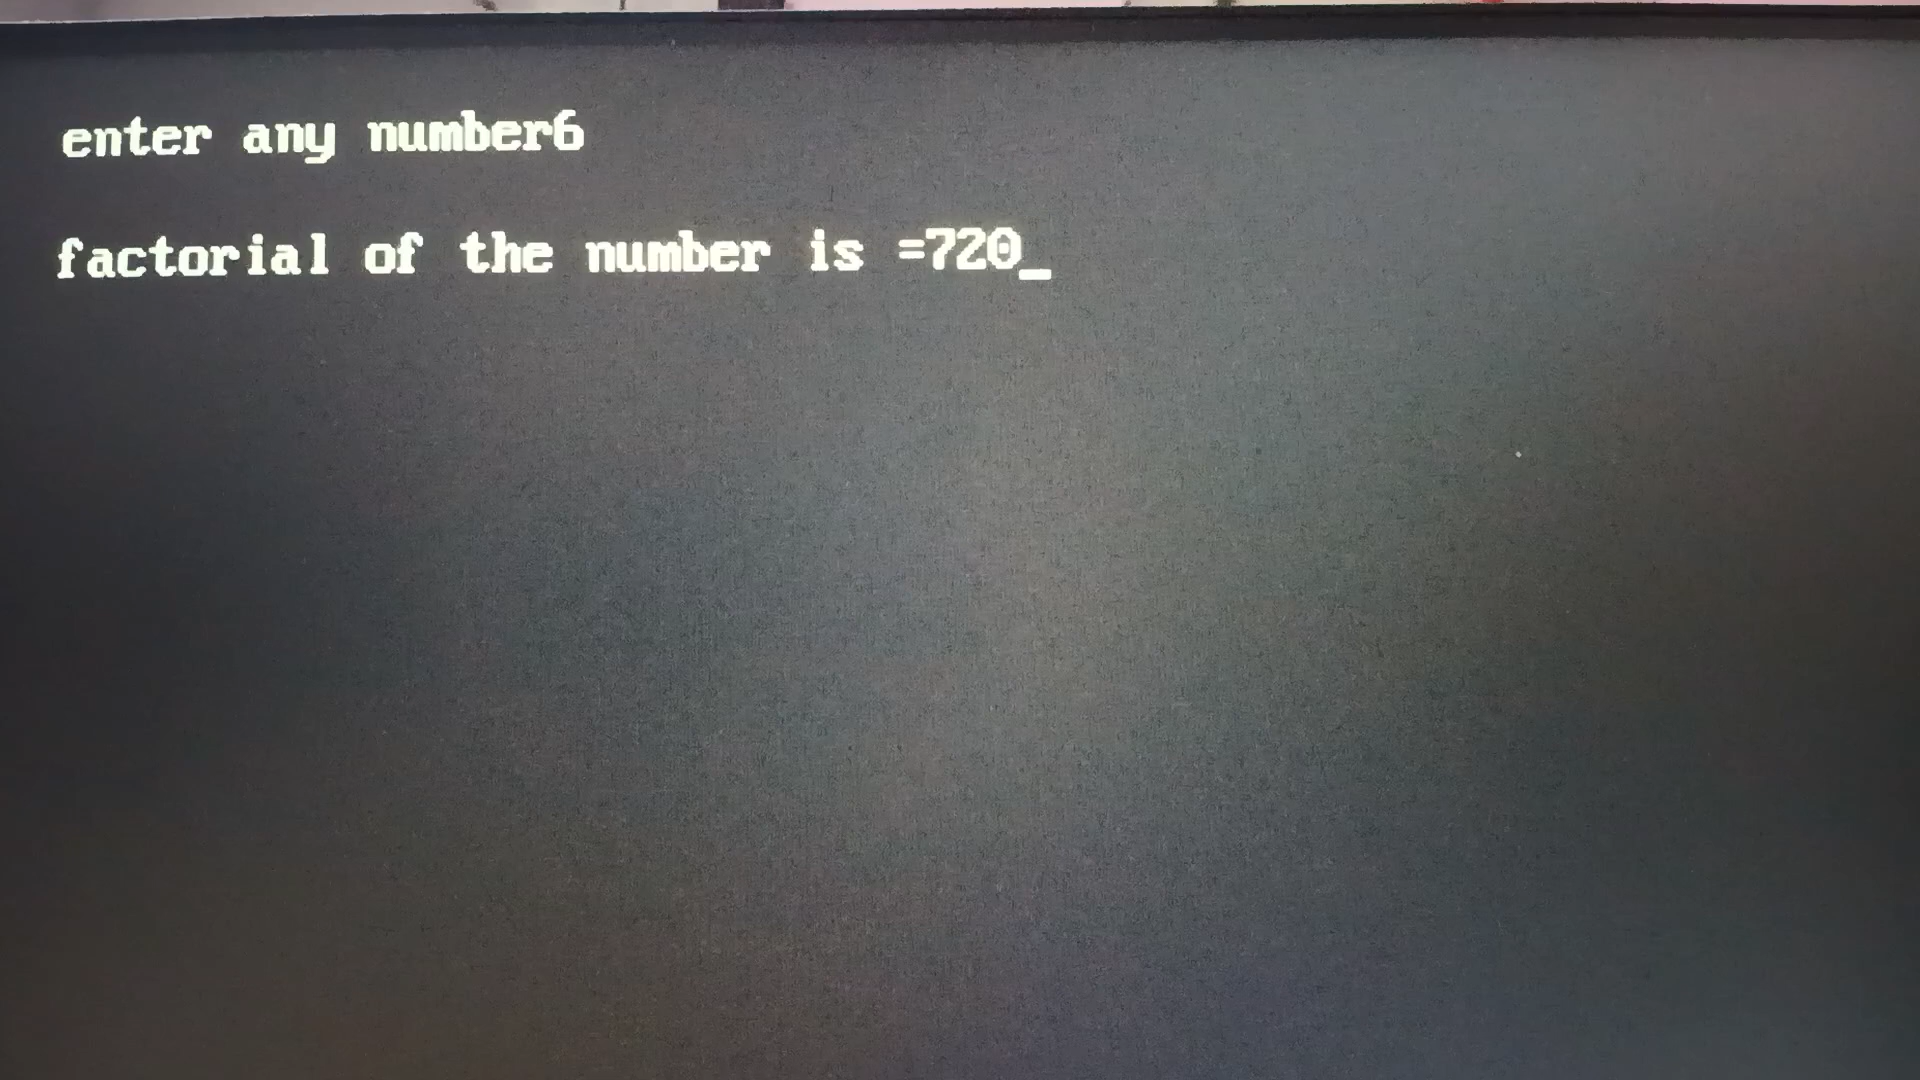 enter any number6
factorial of the number is =720_